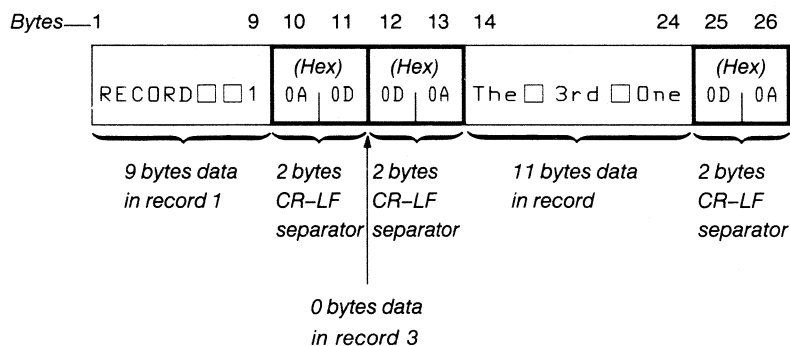 Bytes—1 9 10 11 12 13 14 24 25 26
(Hex) (Hex) (Hex)
RECORD□□1 0A 0D 0D 0A The□3rd□One 0D 0A
9 bytes data 2 bytes 2 bytes 11 bytes data 2 bytes
in record 1 CR–LF CR–LF in record CR–LF
separator separator separator
0 bytes data
in record 3